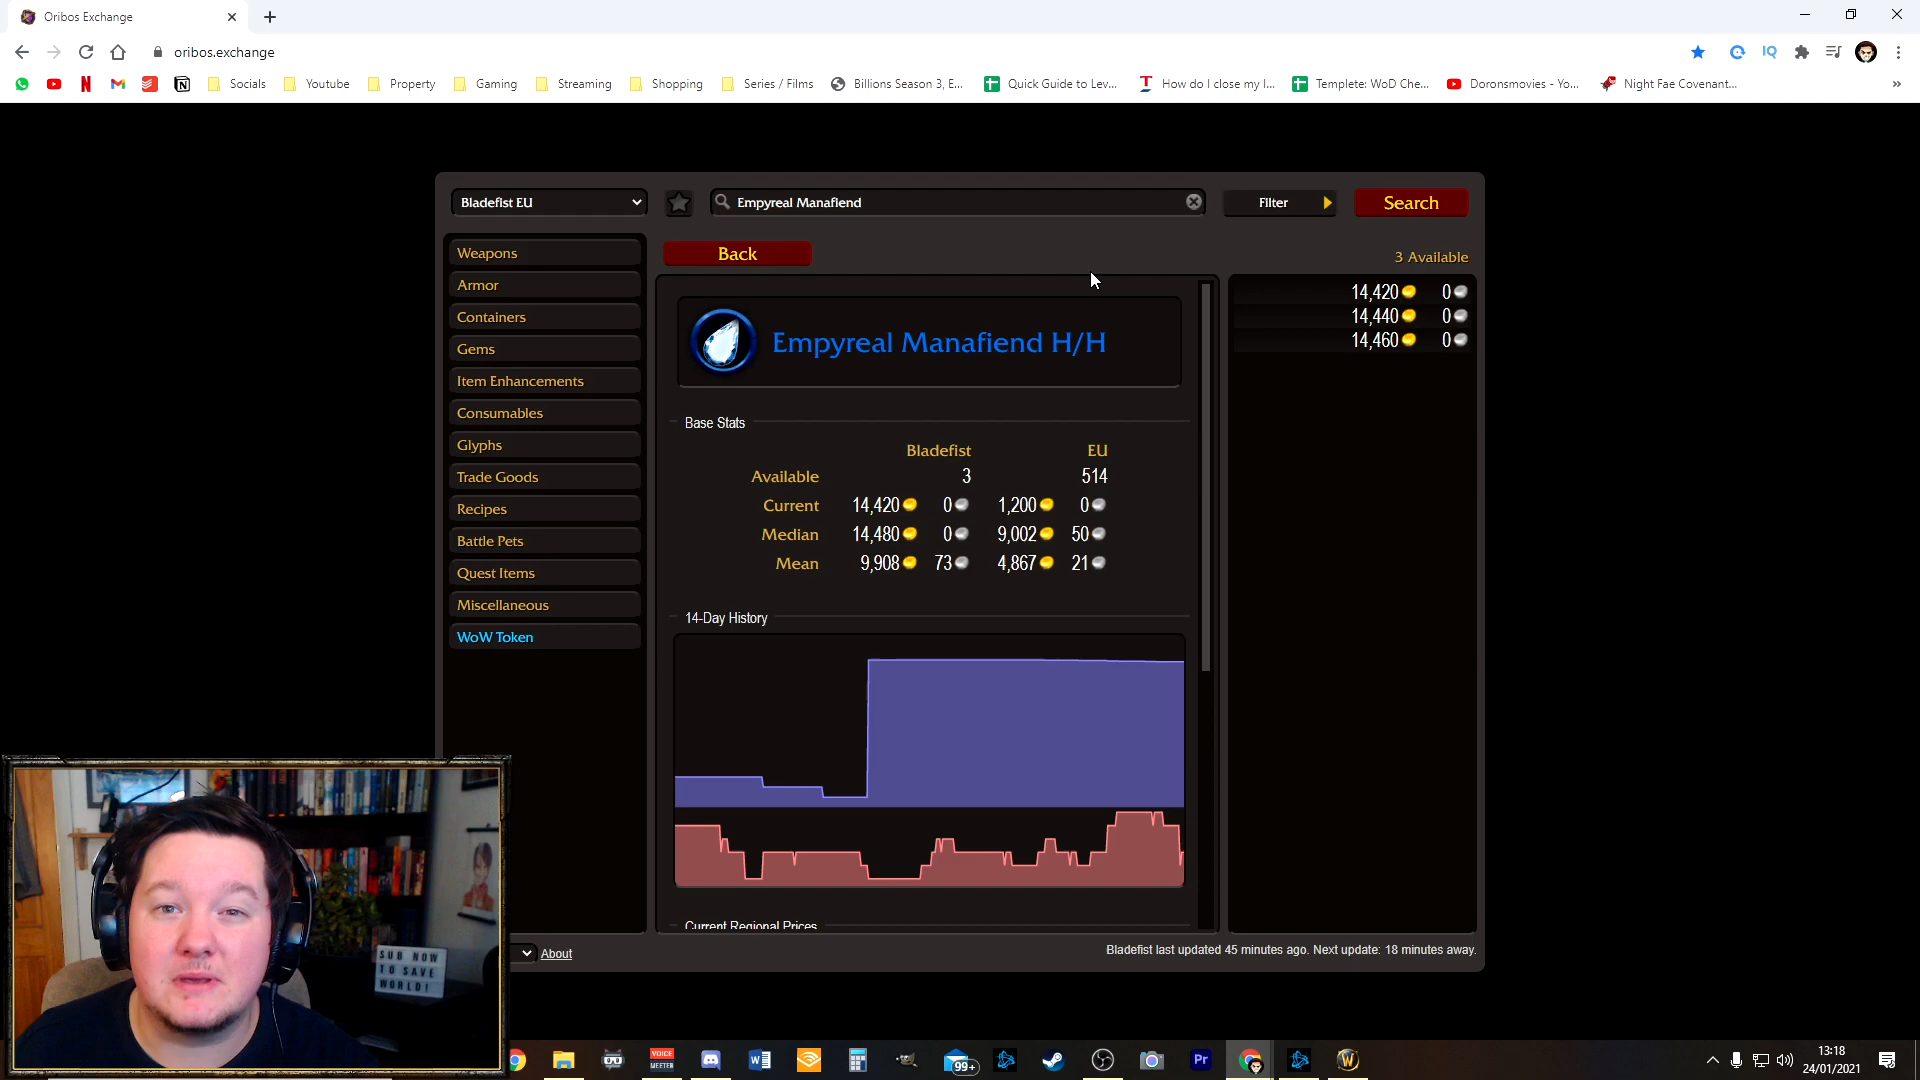 Oribos Exchange
oribos.exchange
Socials Youtube Property Gaming Streaming Shopping Series / Films Billions Season 3, E... Quick Guide to Lev... How do I close my I... Templete: WoD Che... Doronsmovies - Yo... Night Fae Covenant...
Bladefist EU
Empyreal Manafiend
Filter
Search
Weapons
Armor
Containers
Gems
Item Enhancements
Consumables
Glyphs
Trade Goods
Recipes
Battle Pets
Quest Items
Miscellaneous
WoW Token
Back
3 Available
Empyreal Manafiend H/H
14,420 0
14,440 0
14,460 0
Base Stats
Bladefist EU
Available 3 514
Current 14,420 0 1,200 0
Median 14,480 0 9,002 50
Mean 9,908 73 4,867 21
14-Day History
Current Regional Prices
About
Bladefist last updated 45 minutes ago. Next update: 18 minutes away.
SUB NOW
TO SAVE
WORLD!
VOICE
MEETER
99+
Pr
13:18
24/01/2021